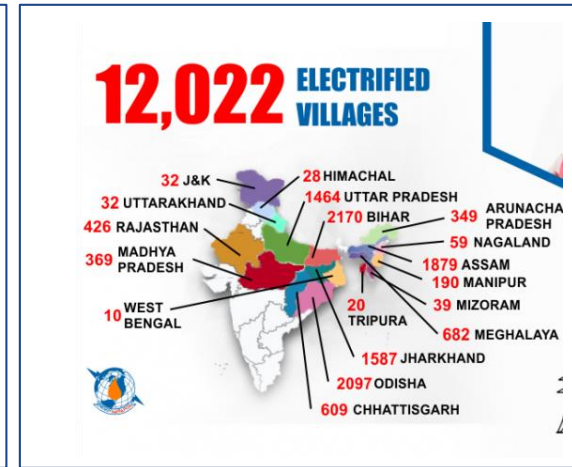 12,022 ELECTRIFIED
VILLAGES
32 J&K
28 HIMACHAL
32 UTTARAKHAND
1464 UTTAR PRADESH
426 RAJASTHAN
2170 BIHAR
349 ARUNACHA
PRADESH
369 MADHYA
PRADESH
59 NAGALAND
1879 ASSAM
190 MANIPUR
10 WEST
BENGAL
20
TRIPURA
39 MIZORAM
682 MEGHALAYA
1587 JHARKHAND
2097 ODISHA
609 CHHATTISGARH